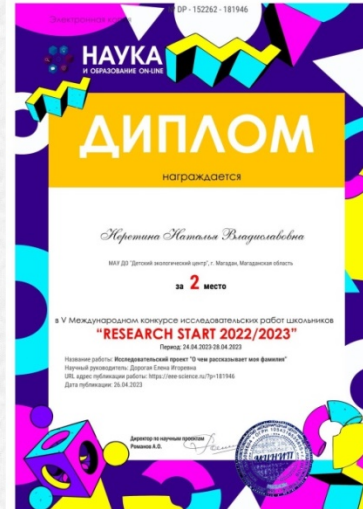 Электронная копия
DP - 152262 - 181946
НАУКА
И ОБРАЗОВАНИЕ ON-LINE
ДИПЛОМ
награждается
Неретина Наталья Владиславовна
МАУ ДО "Детский экологический центр", г. Магадан, Магаданская область
за 2 место
в V Международном конкурсе исследовательских работ школьников
"RESEARCH START 2022/2023"
Период: 24.04.2023-28.04.2023
Название работы: Исследовательский проект "О чем рассказывает моя фамилия"
Научный руководитель: Дорогая Елена Игоревна
URL адрес публикации работы: https://eee-science.ru/?p=181946
Дата публикации: 26.04.2023
Директор по научным проектам
Романов А.О.